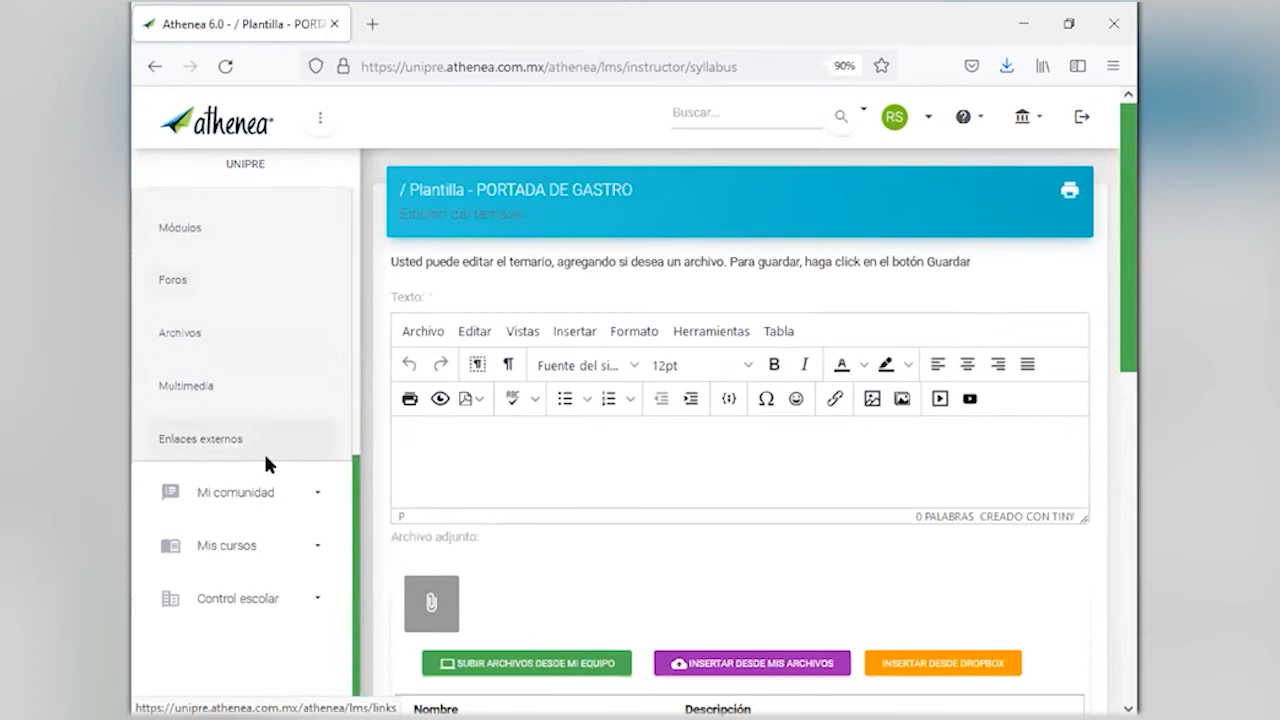 Athenea 6.0 - / Plantilla - PORTA
https://unipre.athenea.com.mx/athenea/lms/instructor/syllabus
90%
athenea
Buscar...
RS
UNIPRE
Módulos
Foros
Archivos
Multimedia
Enlaces externos
Mi comunidad
Mis cursos
Control escolar
/ Plantilla - PORTADA DE GASTRO
Edición del temario
Usted puede editar el temario, agregando si desea un archivo. Para guardar, haga click en el botón Guardar
Texto: *
Archivo Editar Vistas Insertar Formato Herramientas Tabla
Fuente del si... 12pt B I A
ABC
P
0 PALABRAS CREADO CON TINY
Archivo adjunto:
SUBIR ARCHIVOS DESDE MI EQUIPO
INSERTAR DESDE MIS ARCHIVOS
INSERTAR DESDE DROPBOX
Nombre Descripción
https://unipre.athenea.com.mx/athenea/lms/links